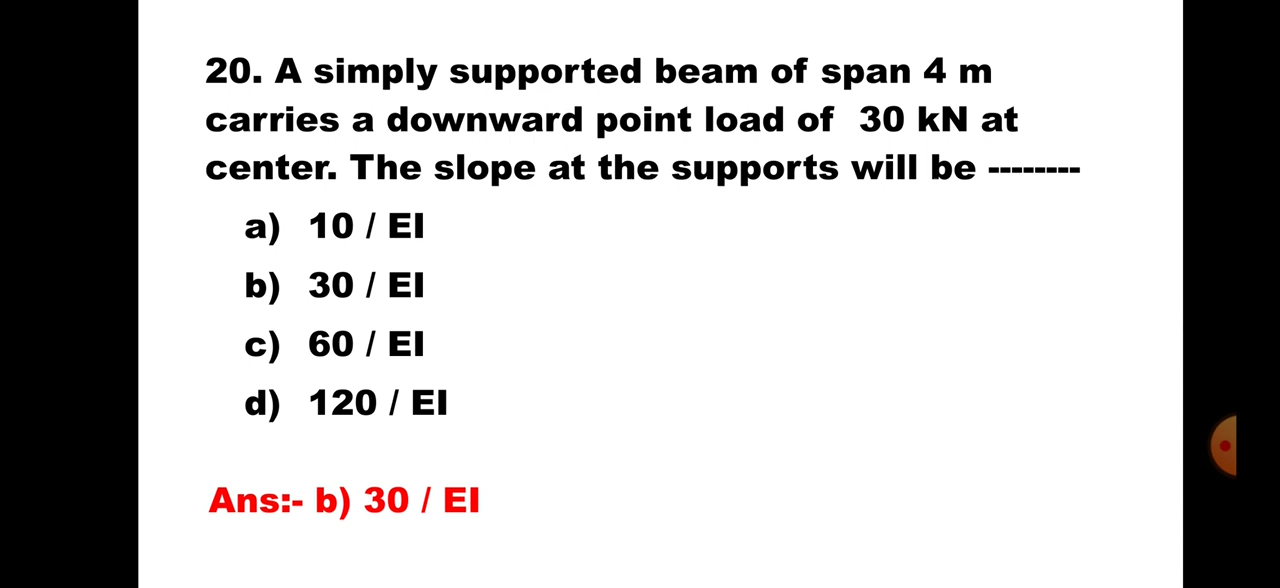 20. A simply supported beam of span 4 m
carries a downward point load of 30 kN at
center. The slope at the supports will be --------
a) 10 / EI
b) 30 / EI
c) 60 / EI
d) 120 / EI
Ans:- b) 30 / EI